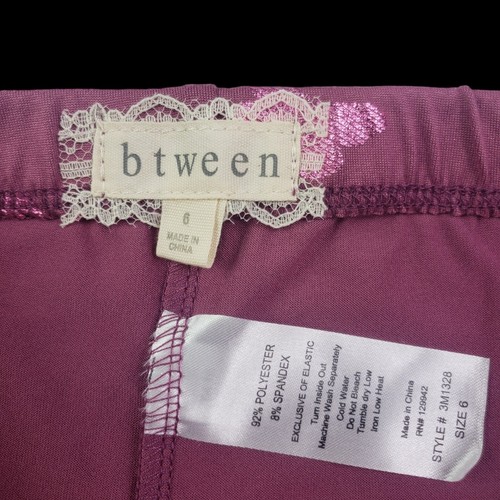 b tween
6
MADE IN
CHINA
92% POLYESTER
8% SPANDEX
EXCLUSIVE OF ELASTIC
Turn Inside Out
Machine Wash Separately
Cold Water
Do Not Bleach
Tumble dry Low
Iron Low Heat
Made in China
RN# 129942
STYLE # 3M1328
SIZE 6